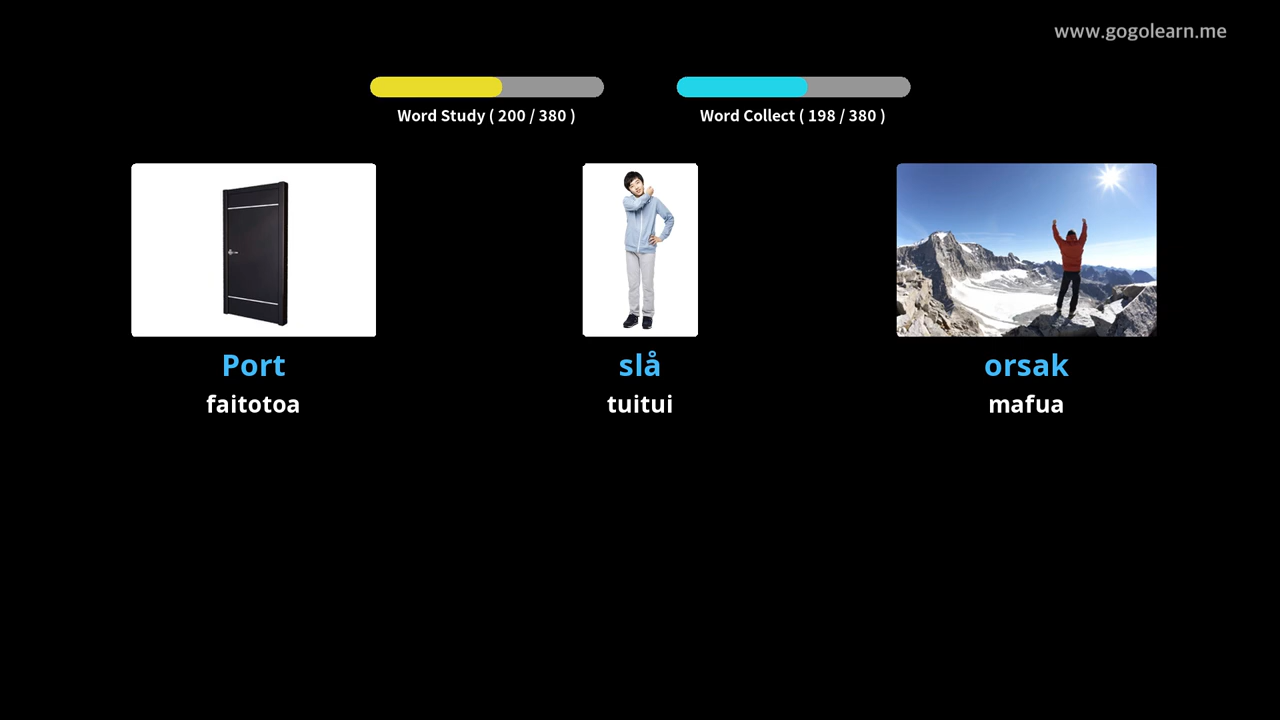 www.gogolearn.me
Word Study ( 200 / 380 )
Word Collect ( 198 / 380 )
Port
faitotoa
slå
tuitui
orsak
mafua